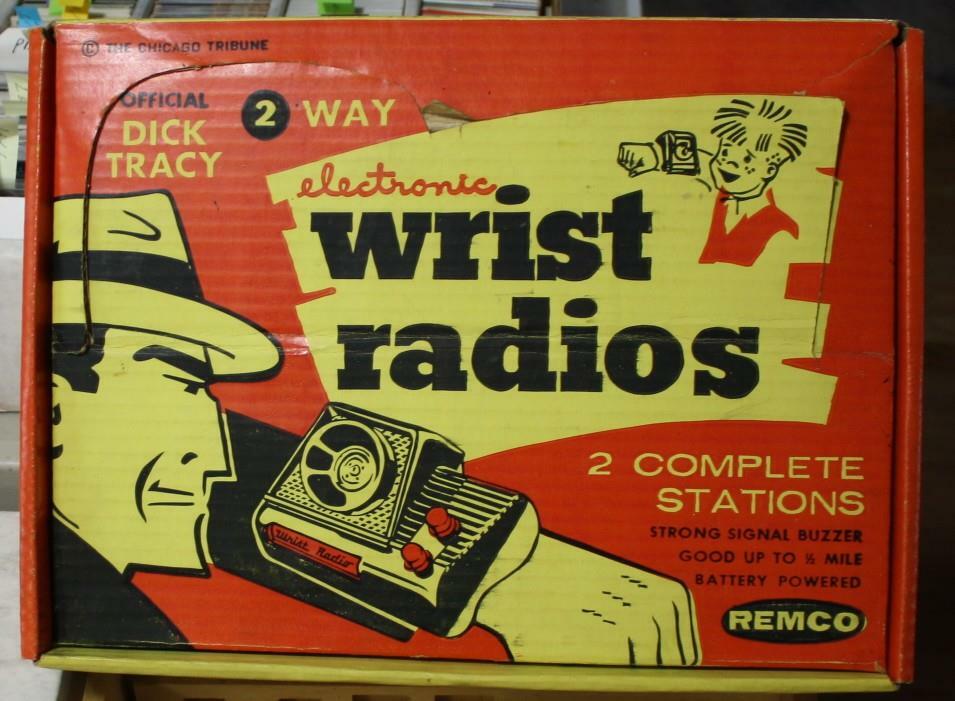 © THE CHICAGO TRIBUNE
OFFICIAL
DICK
TRACY
2 WAY
electronic
wrist
radios
Wrist Radio
2 COMPLETE
STATIONS
STRONG SIGNAL BUZZER
GOOD UP TO ½ MILE
BATTERY POWERED
REMCO